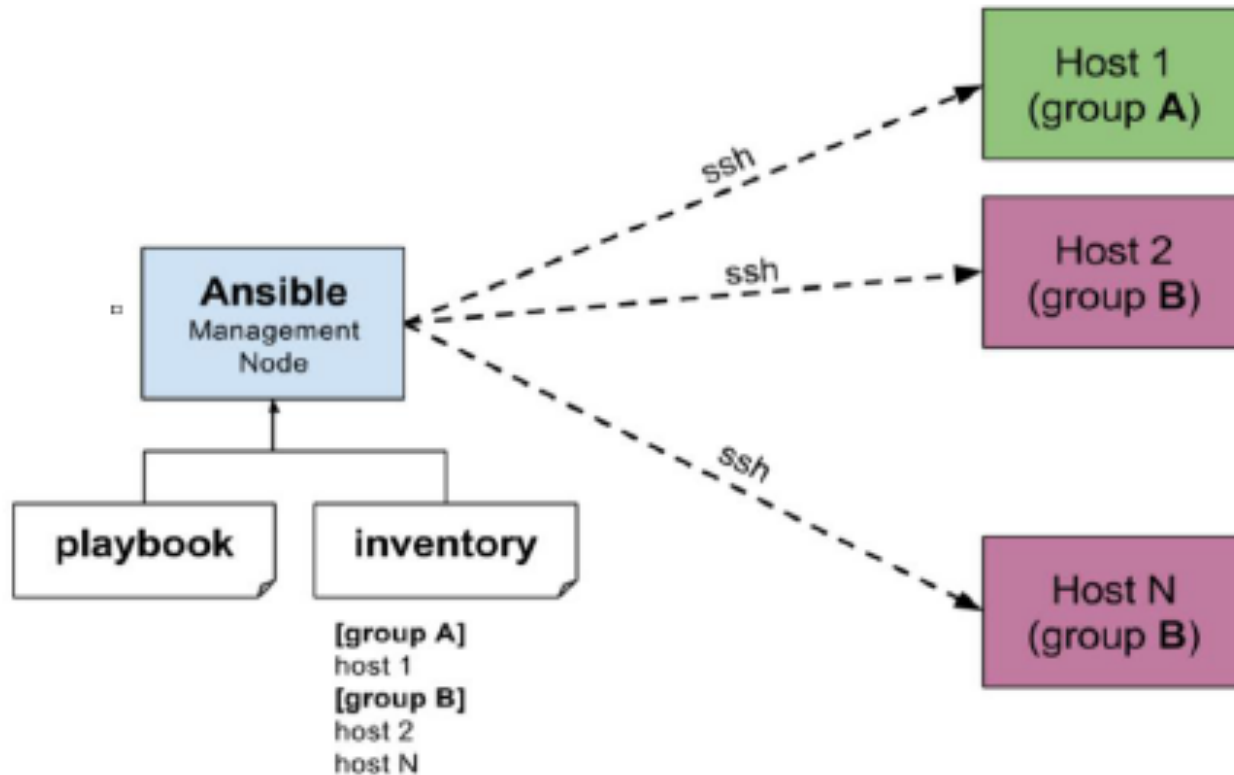 Host 1
(group A)
ssh
Host 2
(group B)
ssh
Ansible
Management
Node
ssh
playbook
inventory
Host N
(group B)
[group A]
host 1
[group B]
host 2
host N